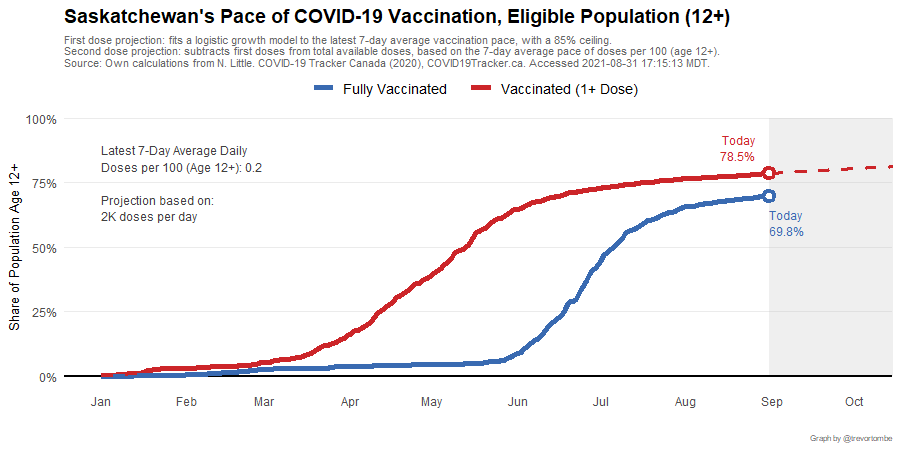 Saskatchewan's Pace of COVID-19 Vaccination, Eligible Population (12+)
First dose projection: fits a logistic growth model to the latest 7-day average vaccination pace, with a 85% ceiling.
Second dose projection: subtracts first doses from total available doses, based on the 7-day average pace of doses per 100 (age 12+).
Source: Own calculations from N. Little. COVID-19 Tracker Canada (2020), COVID19Tracker.ca. Accessed 2021-08-31 17:15:13 MDT.
Fully Vaccinated Vaccinated (1+ Dose)
100%
75%
50%
25%
0%
Share of Population Age 12+
Latest 7-Day Average Daily
Doses per 100 (Age 12+): 0.2
Projection based on:
2K doses per day
Today
78.5%
Today
69.8%
Jan Feb Mar Apr May Jun Jul Aug Sep Oct
Graph by @trevortombe